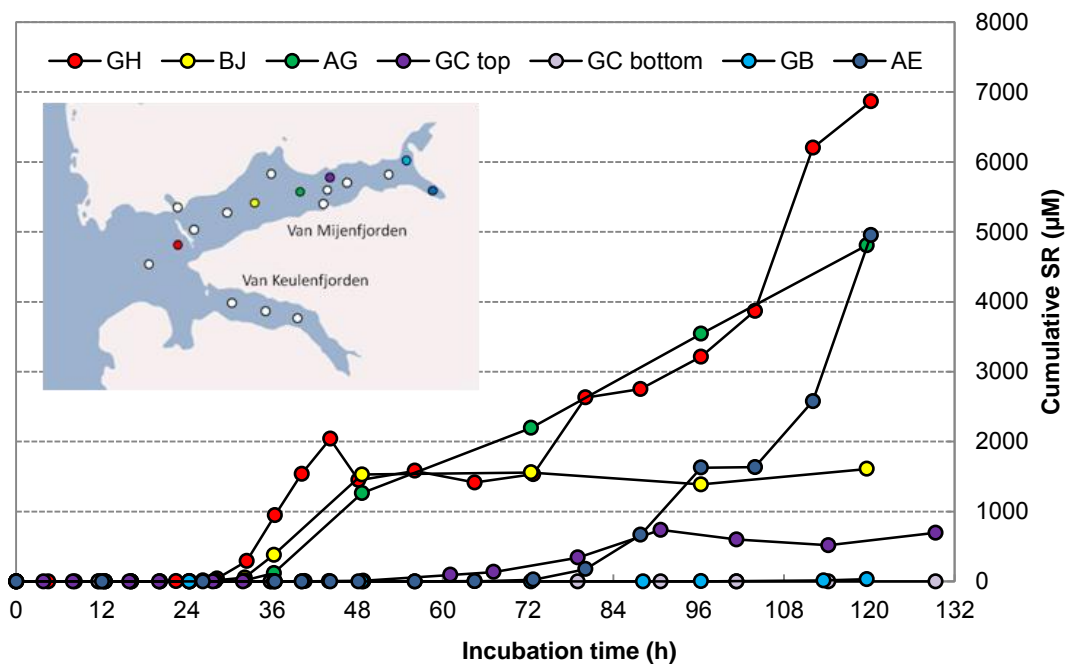 GH BJ AG GC top GC bottom GB AE
Van Mijenfjorden
Van Keulenfjorden
8000
7000
6000
5000
4000
3000
2000
1000
0
Cumulative SR (µM)
0 12 24 36 48 60 72 84 96 108 120 132
Incubation time (h)